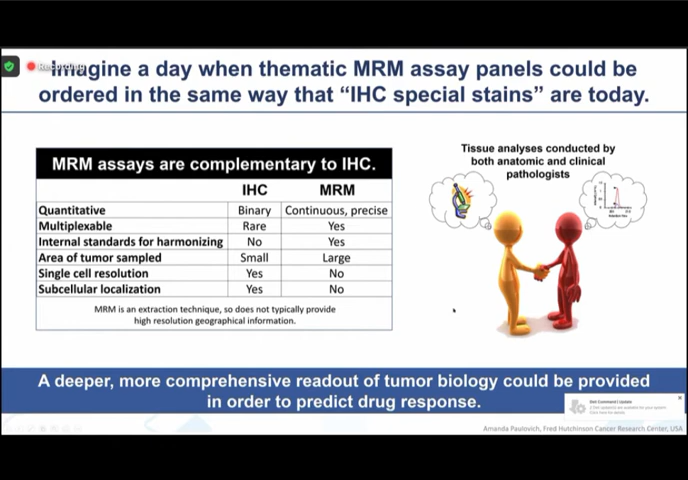 Recording
Imagine a day when thematic MRM assay panels could be
ordered in the same way that “IHC special stains” are today.
MRM assays are complementary to IHC.
IHC MRM
Quantitative Binary Continuous, precise
Multiplexable Rare Yes
Internal standards for harmonizing No Yes
Area of tumor sampled Small Large
Single cell resolution Yes No
Subcellular localization Yes No
MRM is an extraction technique, so does not typically provide
high resolution geographical information.
Tissue analyses conducted by
both anatomic and clinical
pathologists
A deeper, more comprehensive readout of tumor biology could be provided
in order to predict drug response.
Amanda Paulovich, Fred Hutchinson Cancer Research Center, USA